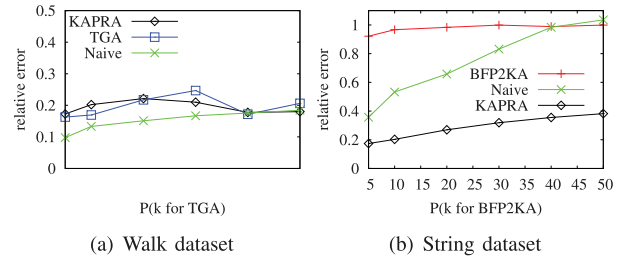 KAPRA
TGA
Naive
relative error
0.5
0.4
0.3
0.2
0.1
0
P(k for TGA)
(a) Walk dataset
BFP2KA
Naive
KAPRA
relative error
1
0.8
0.6
0.4
0.2
0
5 10 15 20 25 30 35 40 45 50
P(k for BFP2KA)
(b) String dataset